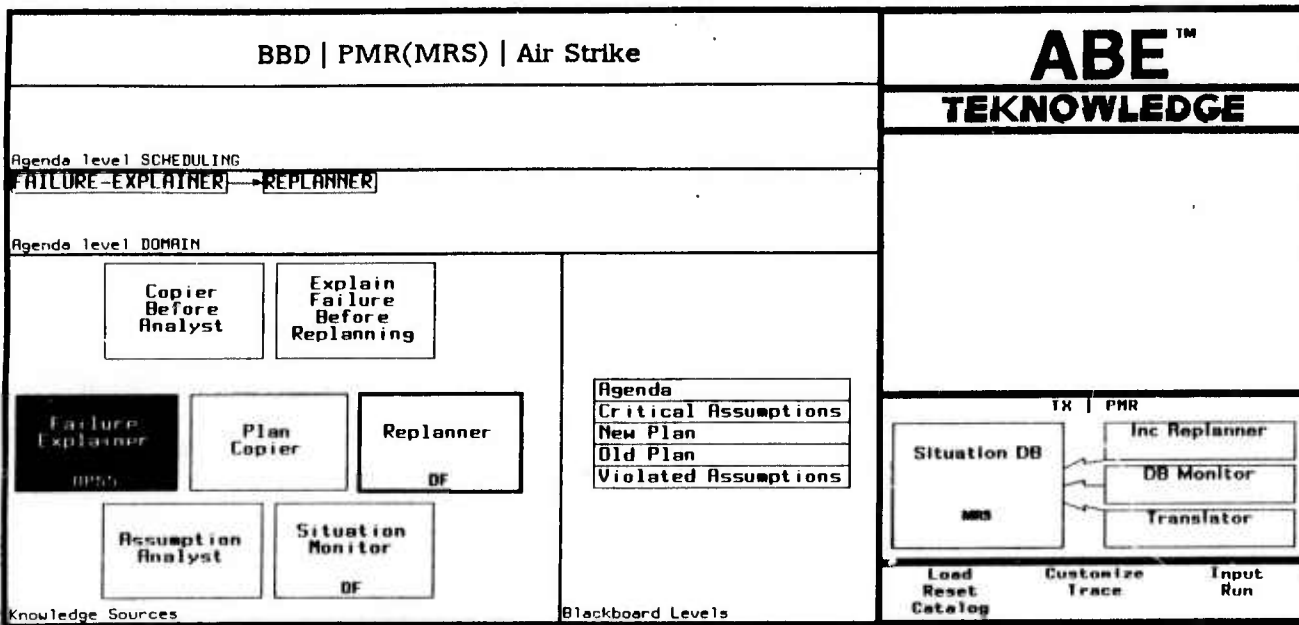 BBD | PMR(MRS) | Air Strike
ABE™
TEKNOWLEDGE
Agenda level SCHEDULING
FAILURE-EXPLAINER
REPLANNER
Agenda level DOMAIN
Copier
Before
Analyst
Explain
Failure
Before
Replanning
Failure
Explainer
OPS5
Plan
Copier
Replanner
DF
Assumption
Analyst
Situation
Monitor
DF
Knowledge Sources
Agenda
Critical Assumptions
New Plan
Old Plan
Violated Assumptions
Blackboard Levels
TX | PMR
Situation DB
MRS
Inc Replanner
DB Monitor
Translator
Load Customize Input
Reset Trace Run
Catalog